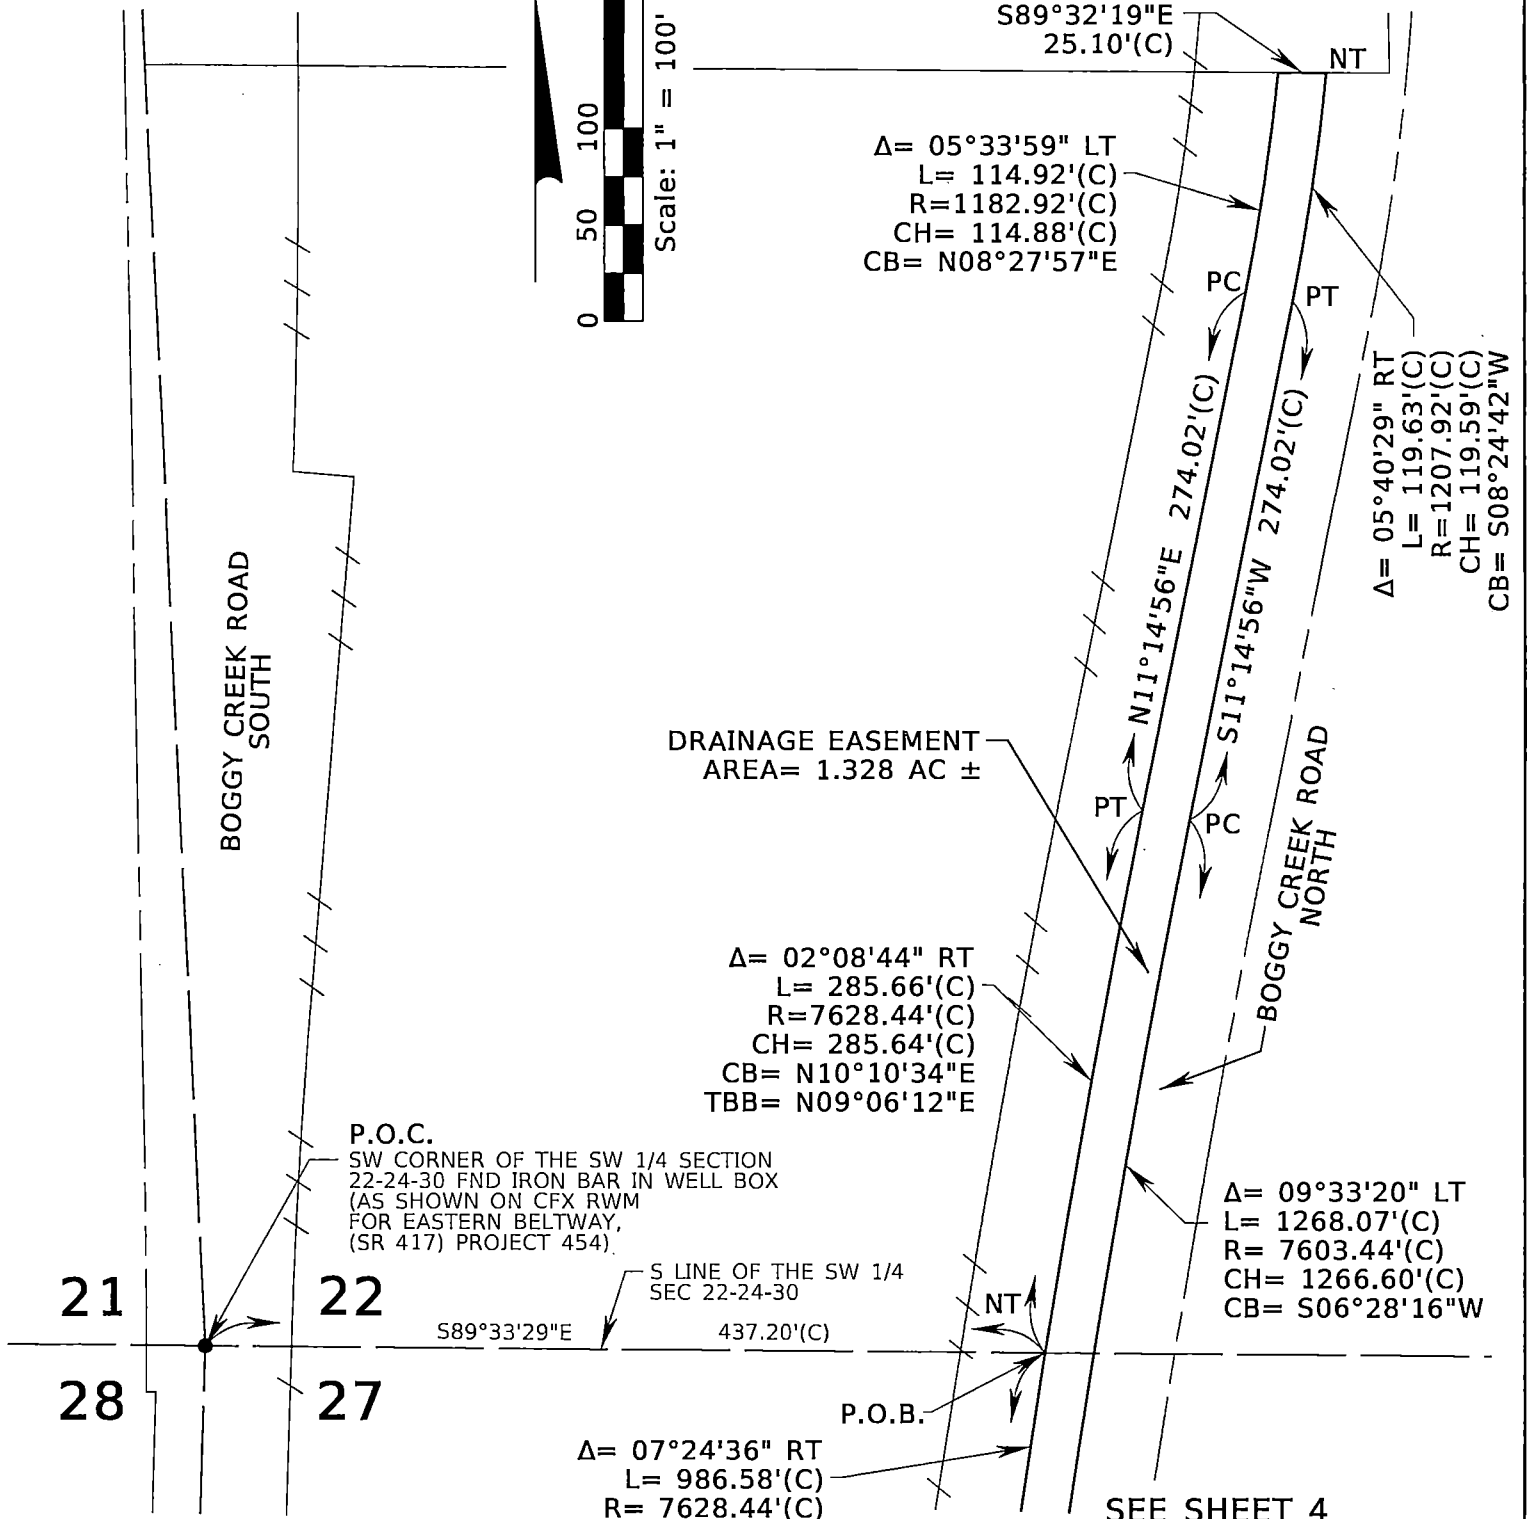 S89°32'19"E
25.10'(C)
NT
0 50 100
Scale: 1" = 100'
Δ= 05°33'59" LT
L= 114.92'(C)
R=1182.92'(C)
CH= 114.88'(C)
CB= N08°27'57"E
PC
PT
Δ= 05°40'29" RT
L= 119.63'(C)
R=1207.92'(C)
CH= 119.59'(C)
CB= S08°24'42"W
N11°14'56"E 274.02'(C)
S11°14'56"W 274.02'(C)
BOGGY CREEK ROAD
SOUTH
DRAINAGE EASEMENT
AREA= 1.328 AC ±
PT
PC
BOGGY CREEK ROAD
NORTH
Δ= 02°08'44" RT
L= 285.66'(C)
R=7628.44'(C)
CH= 285.64'(C)
CB= N10°10'34"E
TBB= N09°06'12"E
P.O.C.
SW CORNER OF THE SW 1/4 SECTION
22-24-30 FND IRON BAR IN WELL BOX
(AS SHOWN ON CFX RWM
FOR EASTERN BELTWAY,
(SR 417) PROJECT 454)
Δ= 09°33'20" LT
L= 1268.07'(C)
R= 7603.44'(C)
CH= 1266.60'(C)
CB= S06°28'16"W
21
22
S LINE OF THE SW 1/4
SEC 22-24-30
NT
S89°33'29"E 437.20'(C)
28
27
P.O.B.
Δ= 07°24'36" RT
L= 986.58'(C)
R= 7628.44'(C)
SEE SHEET 4